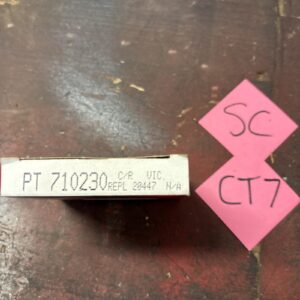 PT 710230 C/R VIC
REPL 20447 N/A
SC
CT7